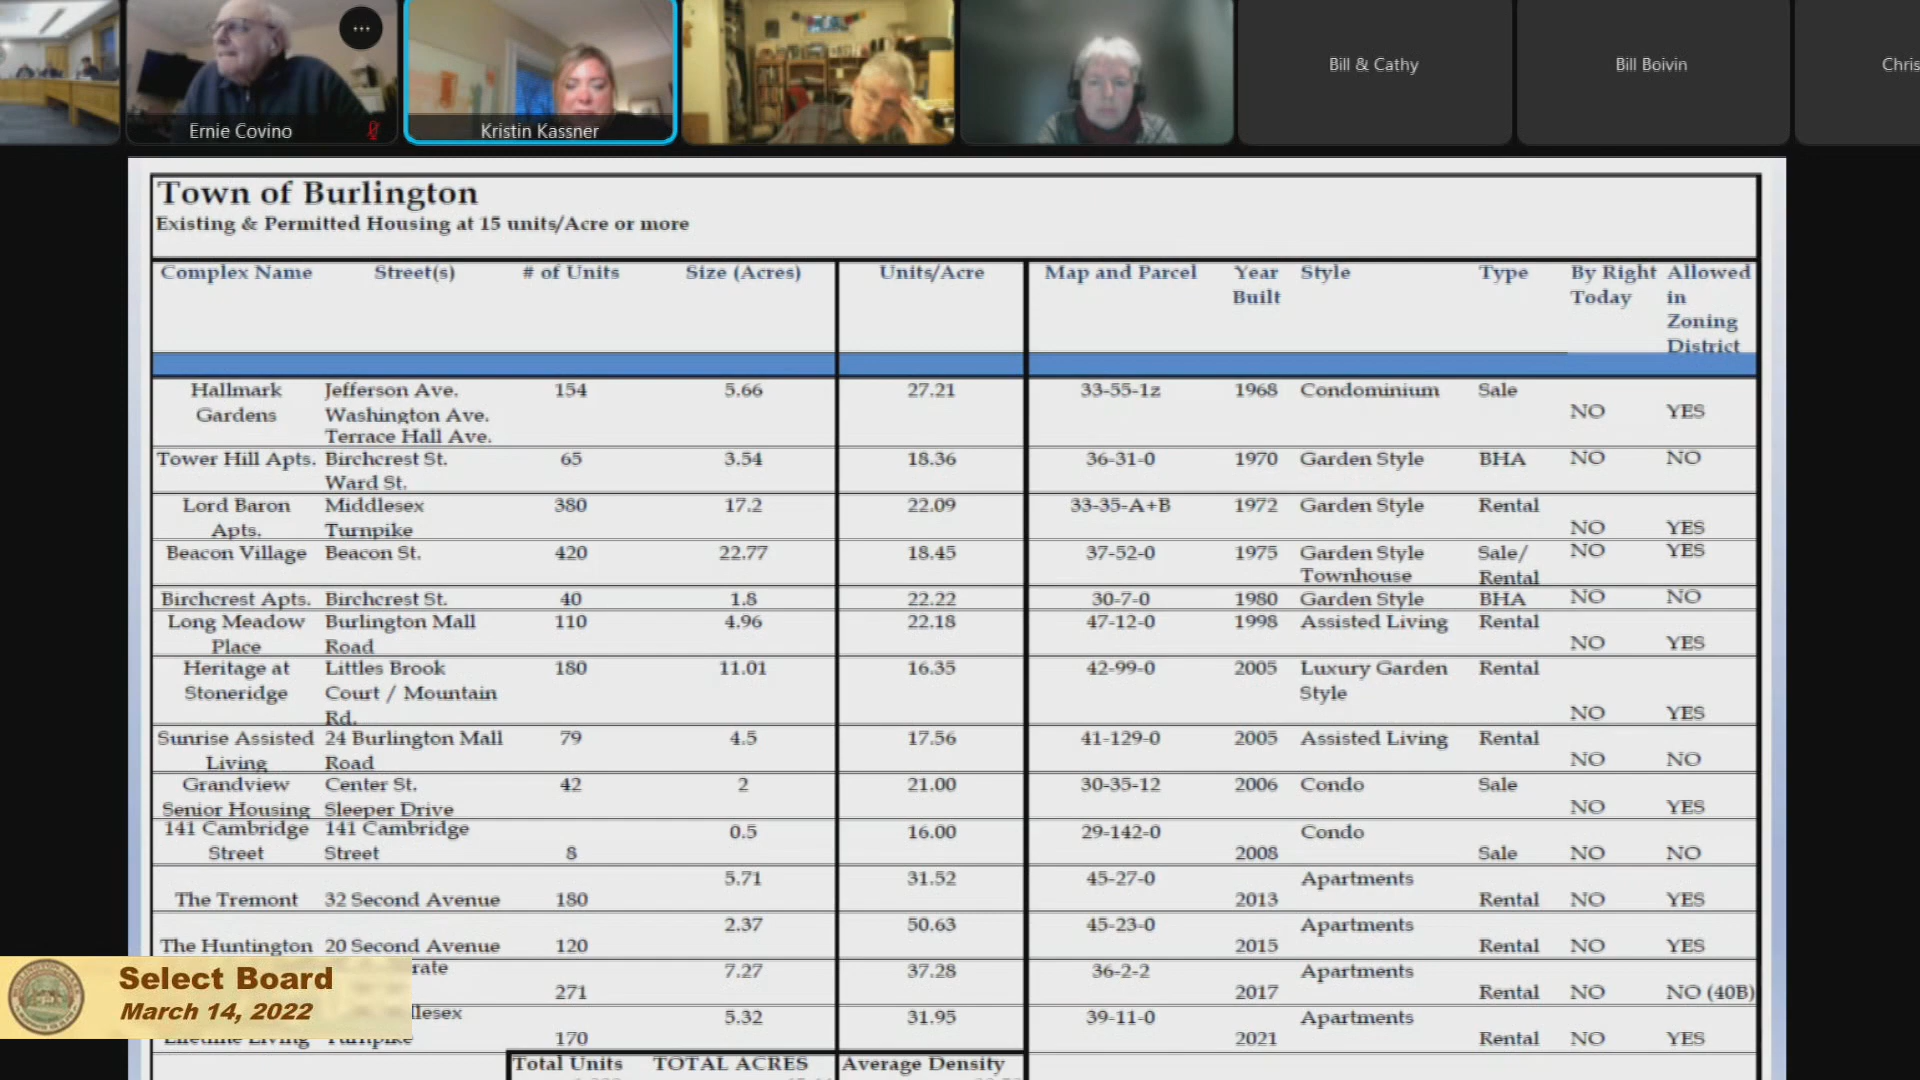 Ernie Covino
Kristin Kassner
Bill & Cathy
Bill Boivin
Chris
Town of Burlington
Existing & Permitted Housing at 15 units/Acre or more
Complex Name Street(s) # of Units Size (Acres) Units/Acre Map and Parcel Year Style Type By Right Allowed
Built Today in
Zoning
District
Hallmark Jefferson Ave. 154 5.66 27.21 33-55-1z 1968 Condominium Sale
Gardens Washington Ave. NO YES
Terrace Hall Ave.
Tower Hill Apts. Birchcrest St. 65 3.54 18.36 36-31-0 1970 Garden Style BHA NO NO
Ward St.
Lord Baron Middlesex 380 17.2 22.09 33-35-A+B 1972 Garden Style Rental
Apts. Turnpike NO YES
Beacon Village Beacon St. 420 22.77 18.45 37-52-0 1975 Garden Style Sale/ NO YES
Townhouse Rental
Birchcrest Apts. Birchcrest St. 40 1.8 22.22 30-7-0 1980 Garden Style BHA NO NO
Long Meadow Burlington Mall 110 4.96 22.18 47-12-0 1998 Assisted Living Rental
Place Road NO YES
Heritage at Littles Brook 180 11.01 16.35 42-99-0 2005 Luxury Garden Rental
Stoneridge Court / Mountain Style
Rd. NO YES
Sunrise Assisted 24 Burlington Mall 79 4.5 17.56 41-129-0 2005 Assisted Living Rental
Living Road NO NO
Grandview Center St. 42 2 21.00 30-35-12 2006 Condo Sale
Senior Housing Sleeper Drive NO YES
141 Cambridge 141 Cambridge 0.5 16.00 29-142-0 Condo
Street Street 8 2008 Sale NO NO
5.71 31.52 45-27-0 Apartments
The Tremont 32 Second Avenue 180 2013 Rental NO YES
2.37 50.63 45-23-0 Apartments
The Huntington 20 Second Avenue 120 2015 Rental NO YES
rate 7.27 37.28 36-2-2 Apartments
271 2017 Rental NO NO (40B)
dlesex 5.32 31.95 39-11-0 Apartments
Lifetime Living Turnpike 170 2021 Rental NO YES
Total Units TOTAL ACRES Average Density
Select Board
March 14, 2022